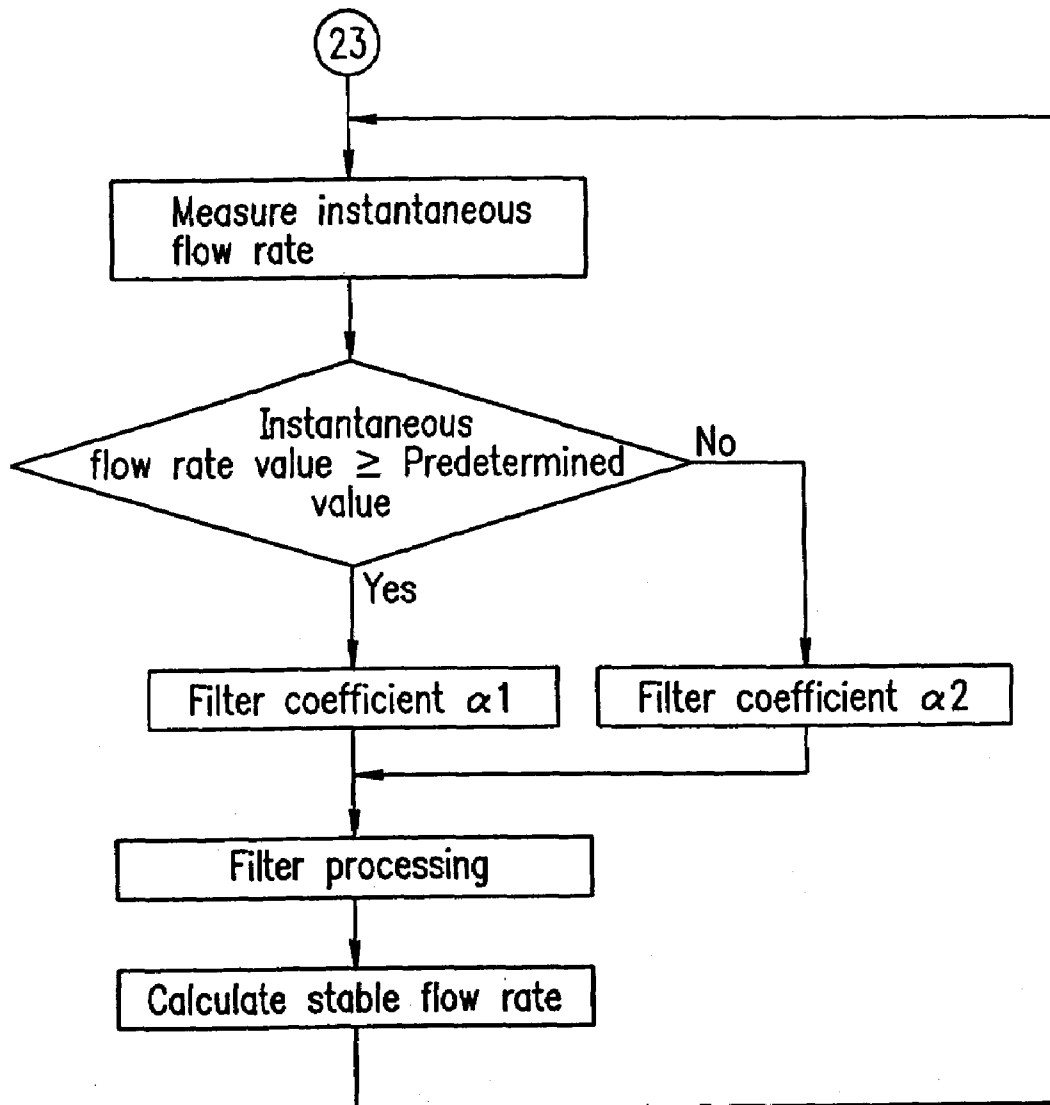 23
Measure instantaneous
flow rate
Instantaneous
flow rate value ≥ Predetermined
value
No
Yes
Filter coefficient α1
Filter coefficient α2
Filter processing
Calculate stable flow rate